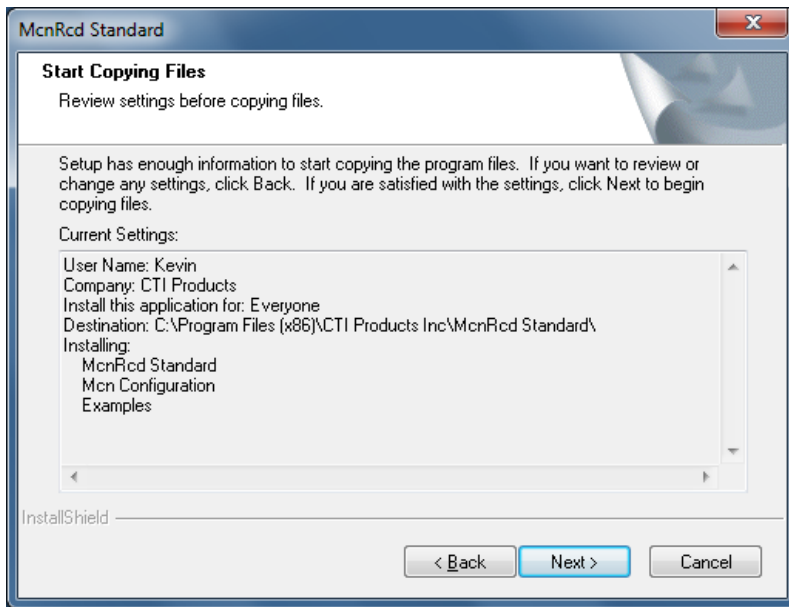 McnRcd Standard
Start Copying Files
Review settings before copying files.
Setup has enough information to start copying the program files.  If you want to review or
change any settings, click Back.  If you are satisfied with the settings, click Next to begin
copying files.
Current Settings:
User Name: Kevin
Company: CTI Products
Install this application for: Everyone
Destination: C:\Program Files (x86)\CTI Products Inc\McnRcd Standard\
Installing:
McnRcd Standard
Mcn Configuration
Examples
InstallShield
< Back
Next >
Cancel